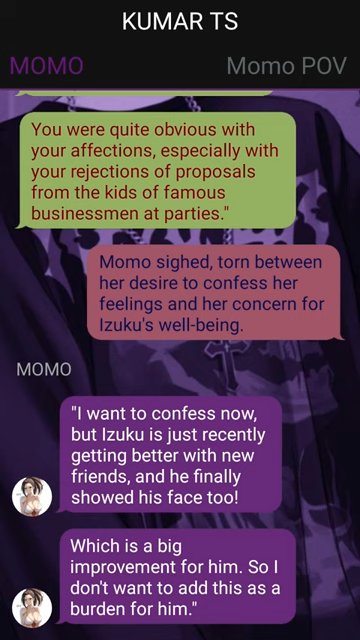 KUMAR TS
MOMO
Momo POV
You were quite obvious with
your affections, especially with
your rejections of proposals
from the kids of famous
businessmen at parties."
Momo sighed, torn between
her desire to confess her
feelings and her concern for
Izuku's well-being.
MOMO
"I want to confess now,
but Izuku is just recently
getting better with new
friends, and he finally
showed his face too!
Which is a big
improvement for him. So I
don't want to add this as a
burden for him."